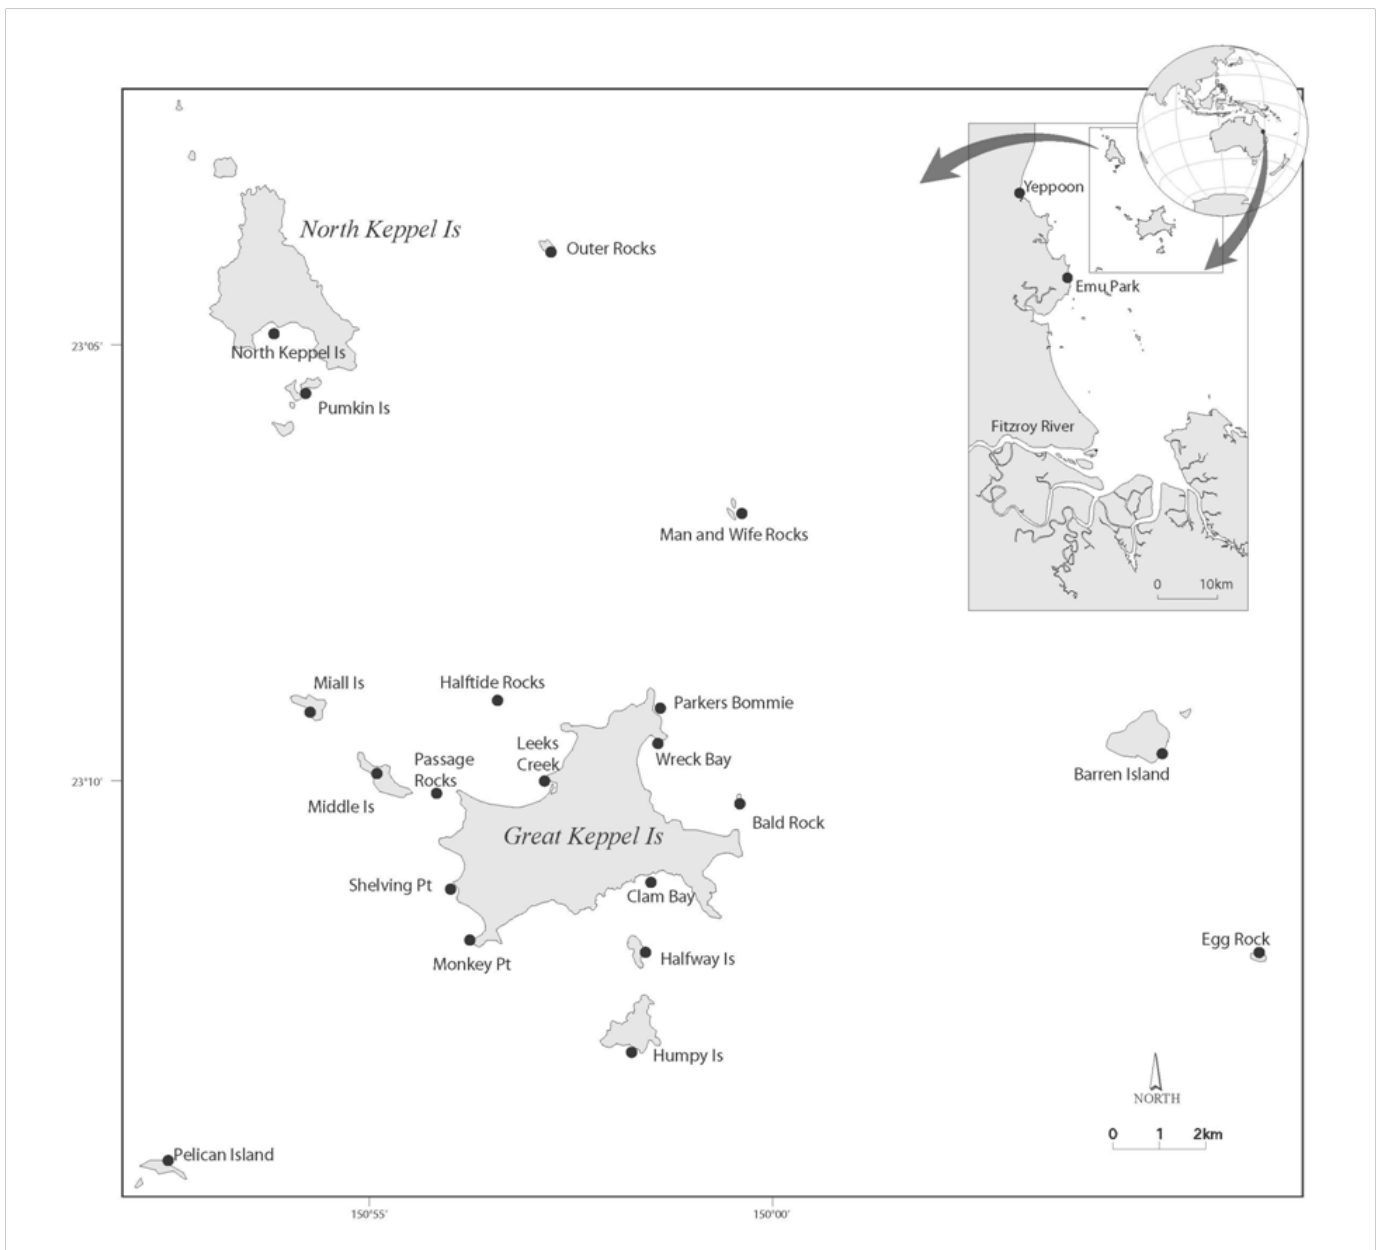 Yeppoon
North Keppel Is
Outer Rocks
Emu Park
23°05'
North Keppel Is
Pumkin Is
Fitzroy River
Man and Wife Rocks
0 10km
Miall Is
Halftide Rocks
Parkers Bommie
Leeks
Creek
Passage
Rocks
Wreck Bay
Barren Island
23°10'
Middle Is
Bald Rock
Great Keppel Is
Shelving Pt
Clam Bay
Egg Rock
Monkey Pt
Halfway Is
Humpy Is
NORTH
0 1 2km
Pelican Island
150°55'
150°00'